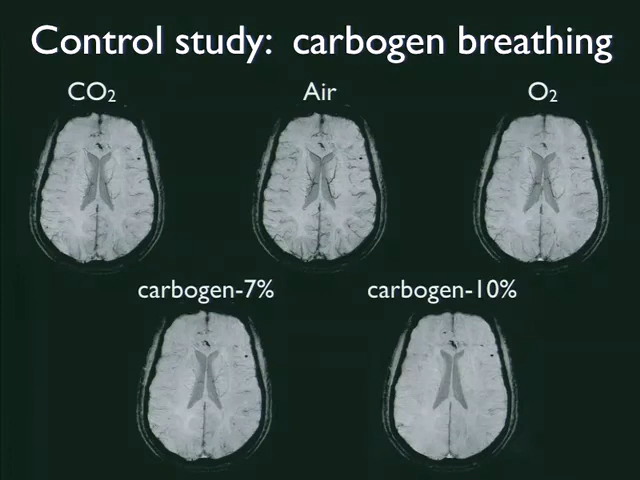 Control study: carbogen breathing
CO₂ Air O₂
carbogen-7% carbogen-10%